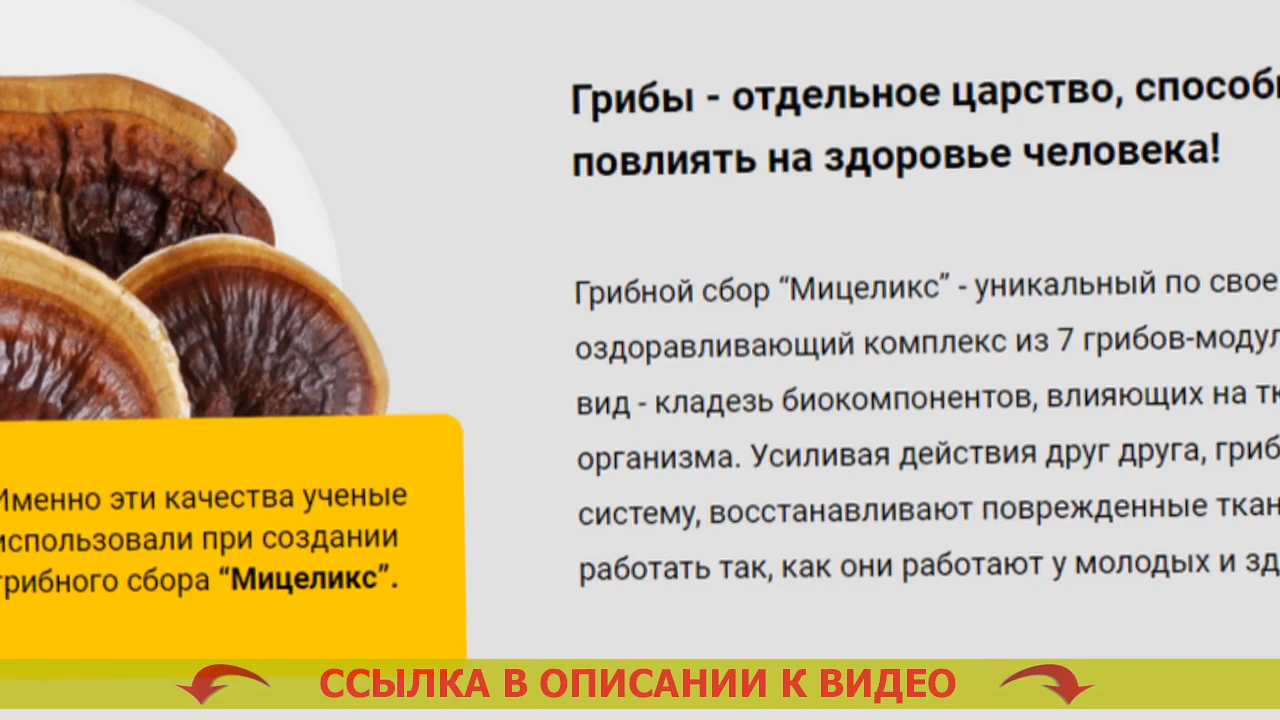 Грибы - отдельное царство, способ
повлиять на здоровье человека!
Грибной сбор “Мицеликс” - уникальный по свое
оздоравливающий комплекс из 7 грибов-модул
вид - кладезь биокомпонентов, влияющих на тк
организма. Усиливая действия друг друга, гриб
систему, восстанавливают поврежденные ткан
работать так, как они работают у молодых и зд
Именно эти качества ученые
использовали при создании
грибного сбора “Мицеликс”.
ССЫЛКА В ОПИСАНИИ К ВИДЕО